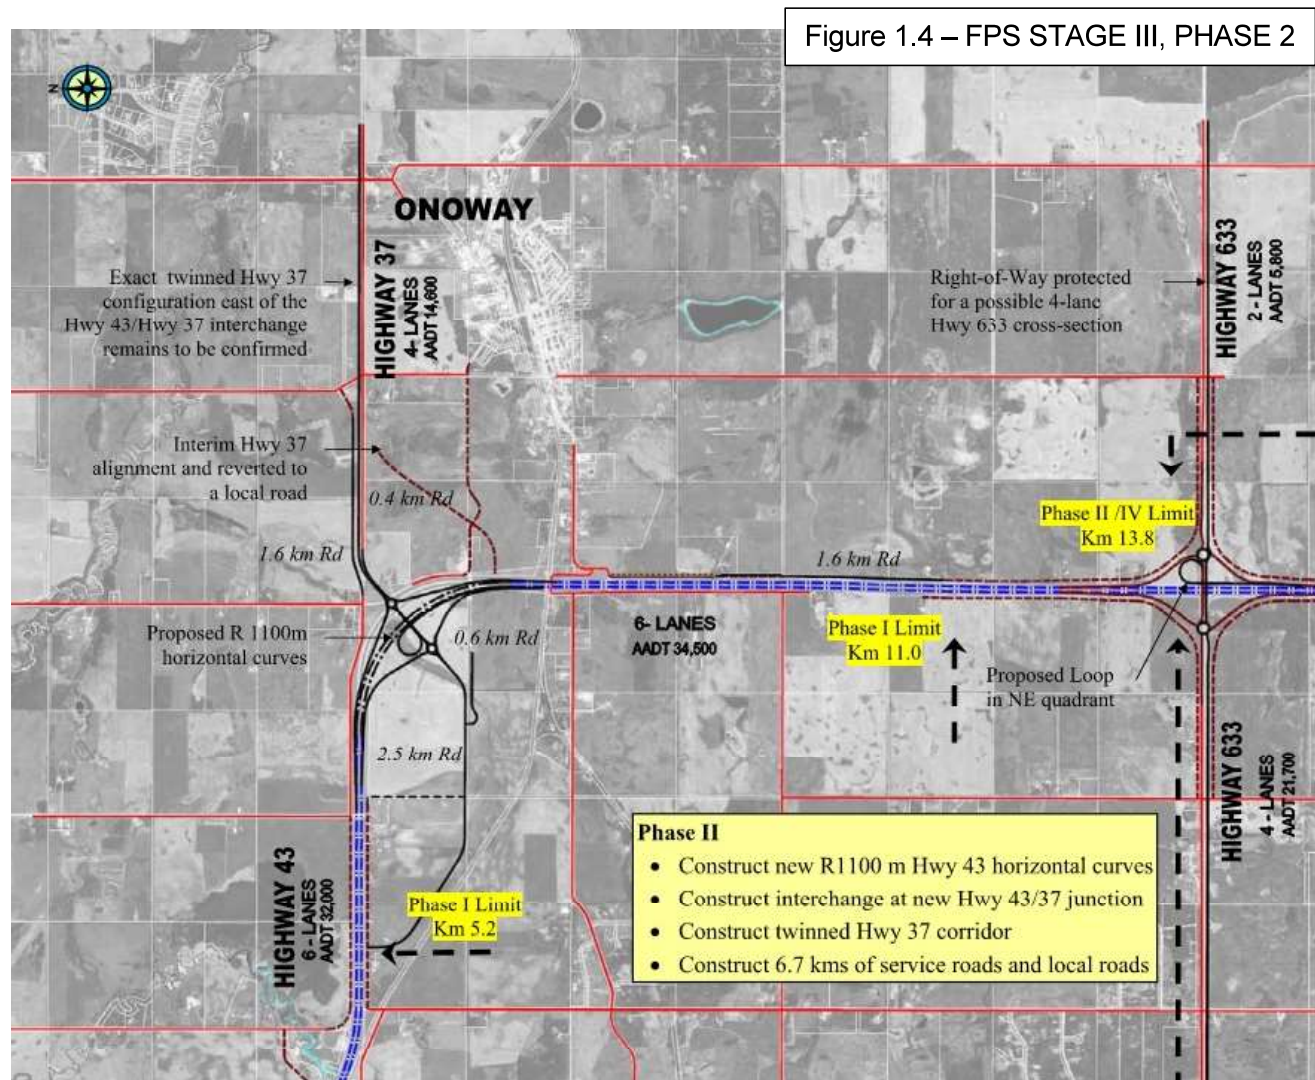 Figure 1.4 – FPS STAGE III, PHASE 2
N
ONOWAY
HIGHWAY 37
4-LANES
AADT 14,600
HIGHWAY 633
2 - LANES
AADT 5,800
Exact twinned Hwy 37
configuration east of the
Hwy 43/Hwy 37 interchange
remains to be confirmed
Right-of-Way protected
for a possible 4-lane
Hwy 633 cross-section
Interim Hwy 37
alignment and reverted to
a local road
0.4 km Rd
1.6 km Rd
Phase II /IV Limit
Km 13.8
1.6 km Rd
Proposed R 1100m
horizontal curves
0.6 km Rd
6- LANES
AADT 34,500
Phase I Limit
Km 11.0
Proposed Loop
in NE quadrant
2.5 km Rd
HIGHWAY 633
4 - LANES
AADT 21,700
HIGHWAY 43
6 - LANES
AADT 32,000
Phase I Limit
Km 5.2
Phase II
• Construct new R1100 m Hwy 43 horizontal curves
• Construct interchange at new Hwy 43/37 junction
• Construct twinned Hwy 37 corridor
• Construct 6.7 kms of service roads and local roads